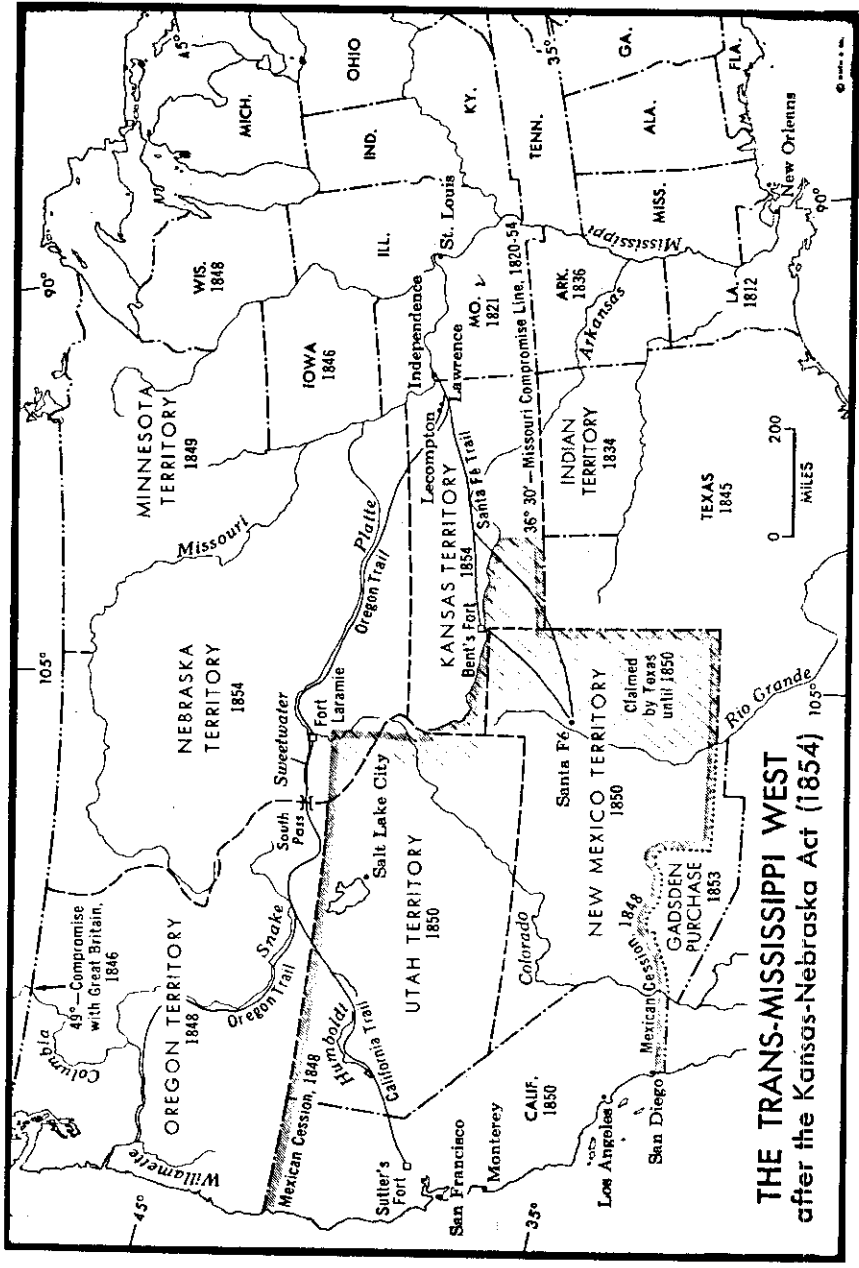 THE TRANS-MISSISSIPPI WEST
after the Kansas-Nebraska Act (1854)
45°
35°
105°
90°
45°
35°
90°
105°
49°—Compromise
with Great Britain,
1846
Columbia
OREGON TERRITORY
1848
Willamette
Snake
Oregon Trail
Mexican Cession, 1848
Humboldt
California Trail
Sutter's
Fort
San Francisco
Monterey
CALIF.
1850
Los Angeles
San Diego
UTAH TERRITORY
1850
Salt Lake City
Colorado
South
Pass
Sweetwater
Fort
Laramie
NEBRASKA
TERRITORY
1854
Missouri
Platte
Oregon Trail
MINNESOTA
TERRITORY
1849
KANSAS TERRITORY
1854
Bent's Fort
Lecompton
Lawrence
Independence
Santa Fé Trail
36° 30'—Missouri Compromise Line, 1820-54
NEW MEXICO TERRITORY
1850
Santa Fé
Claimed
by Texas
until 1850
Rio Grande
Mexican Cession 1848
GADSDEN
PURCHASE
1853
INDIAN
TERRITORY
1834
TEXAS
1845
0 200
MILES
IOWA
1846
WIS.
1848
MICH.
ILL.
IND.
OHIO
St. Louis
MO.
1821
KY.
TENN.
ARK.
1836
Arkansas
Mississippi
LA.
1812
MISS.
ALA.
GA.
FLA.
New Orleans